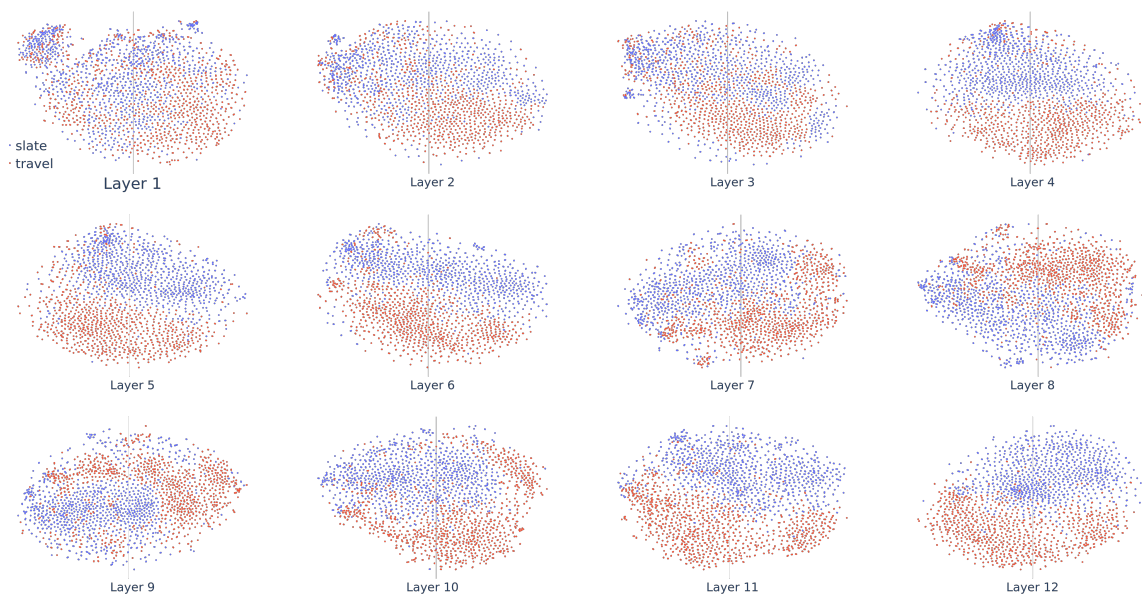 · slate
· travel
Layer 1
Layer 2
Layer 3
Layer 4
Layer 5
Layer 6
Layer 7
Layer 8
Layer 9
Layer 10
Layer 11
Layer 12